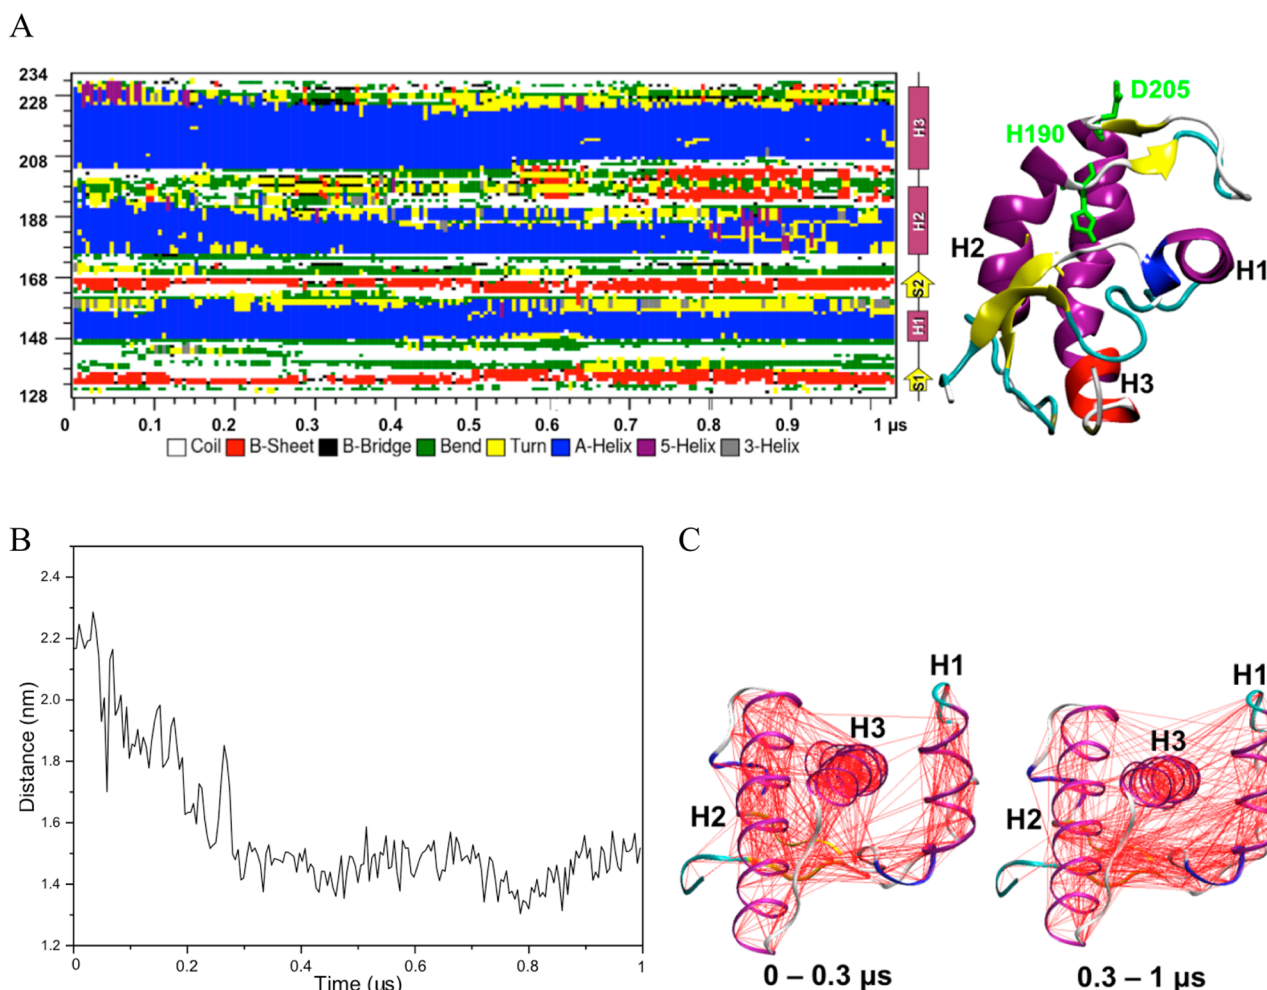 A
234
228
208
188
168
148
128
0 0.1 0.2 0.3 0.4 0.5 0.6 0.7 0.8 0.9 1 µs
Coil B-Sheet B-Bridge Bend Turn A-Helix 5-Helix 3-Helix
H3
H2
S2
H1
S1
D205
H190
H2
H1
H3
B
Distance (nm)
2.4
2.2
2.0
1.8
1.6
1.4
1.2
0 0.2 0.4 0.6 0.8 1
Time (us)
C
H1
H3
H2
0 – 0.3 µs
H1
H3
H2
0.3 – 1 µs